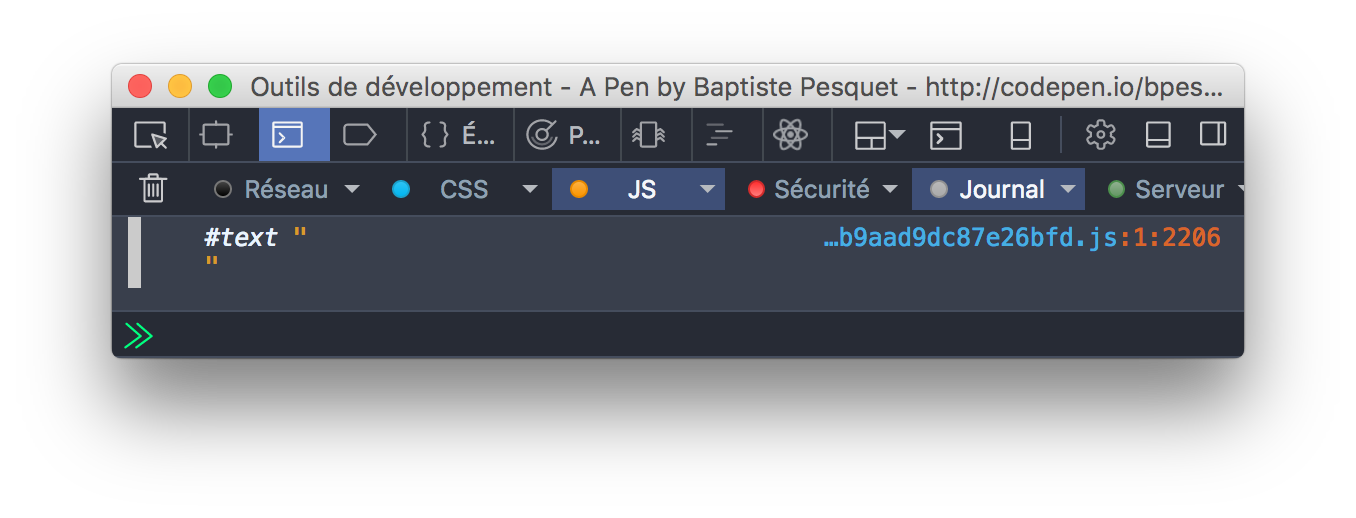 Outils de développement - A Pen by Baptiste Pesquet - http://codepen.io/bpes...
{ } É... P...
Réseau CSS JS Sécurité Journal Serveur
#text " …b9aad9dc87e26bfd.js:1:2206
"